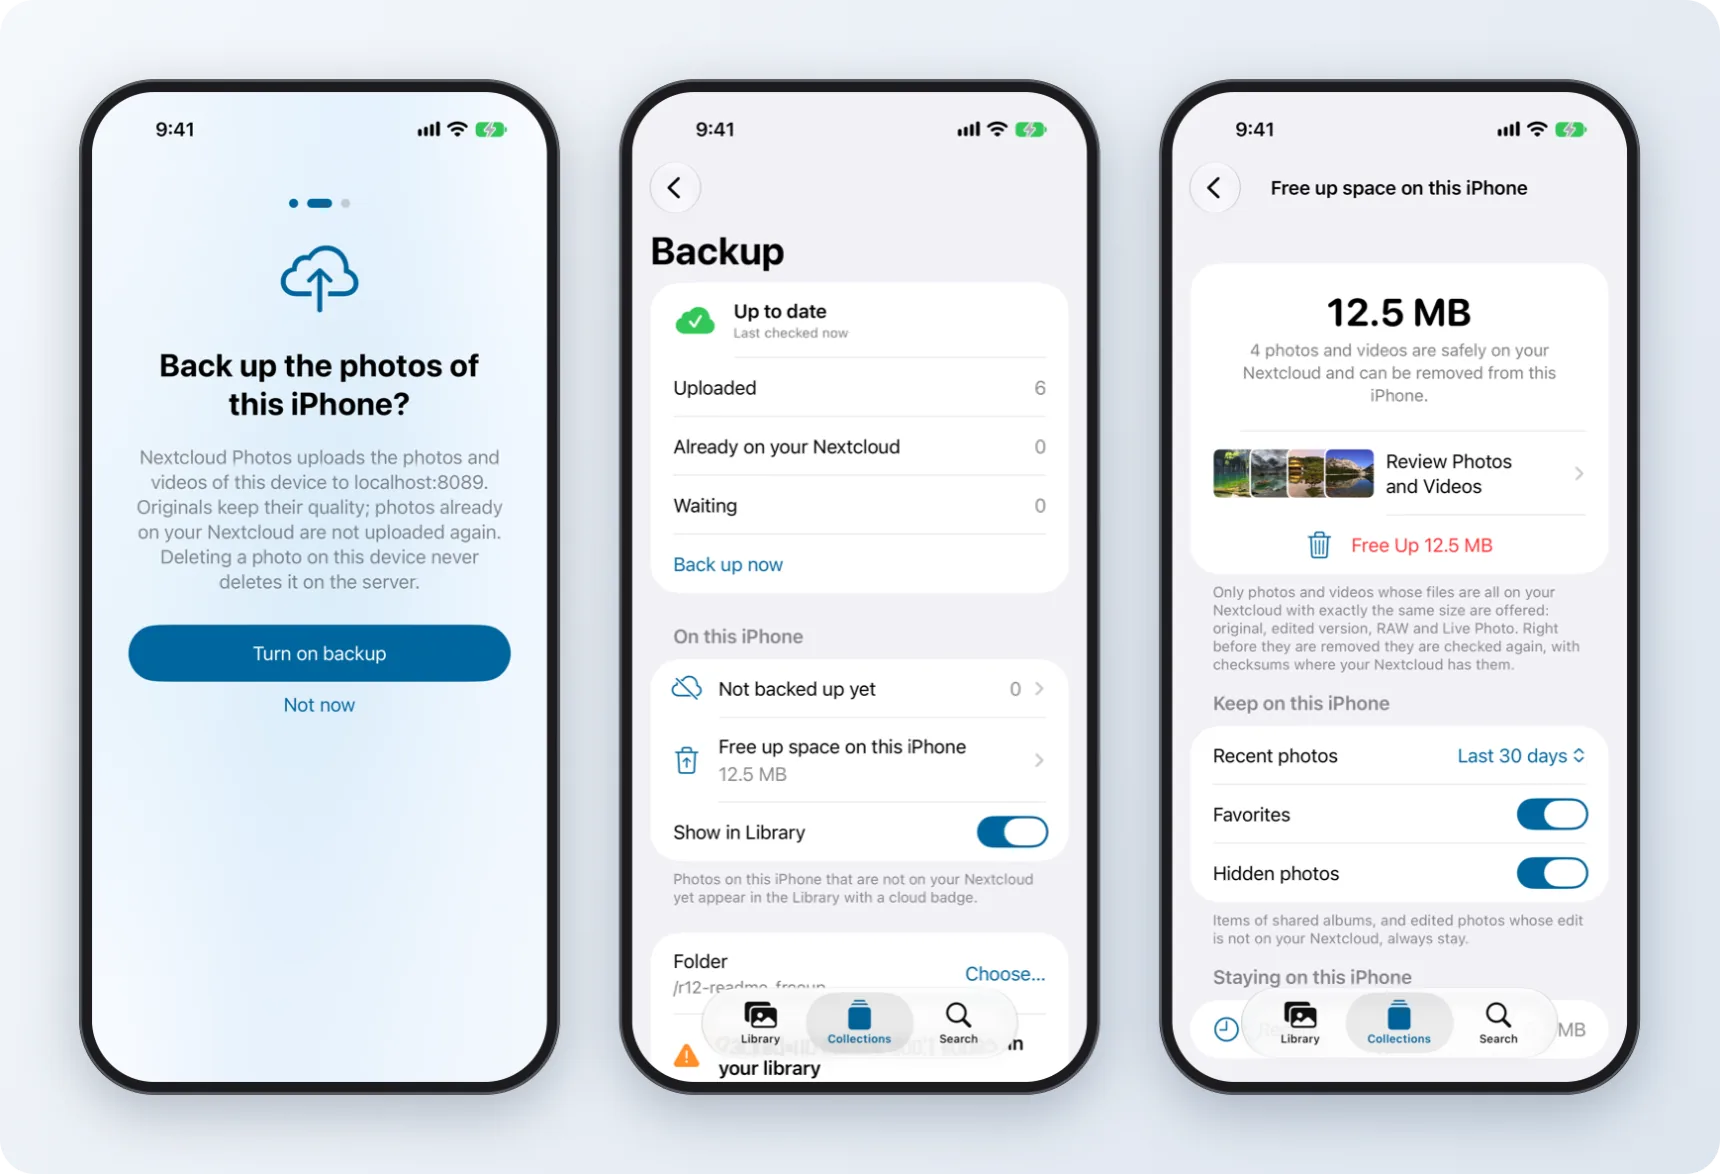 9:41
Back up the photos of
this iPhone?
Nextcloud Photos uploads the photos and
videos of this device to localhost:8089.
Originals keep their quality; photos already
on your Nextcloud are not uploaded again.
Deleting a photo on this device never
deletes it on the server.
Turn on backup
Not now
9:41
Backup
Up to date
Last checked now
Uploaded 6
Already on your Nextcloud 0
Waiting 0
Back up now
On this iPhone
Not backed up yet 0
Free up space on this iPhone
12.5 MB
Show in Library
Photos on this iPhone that are not on your Nextcloud
yet appear in the Library with a cloud badge.
Folder
Choose...
/r12-readme-freeup
Library
Collections
Search
your library
9:41
Free up space on this iPhone
12.5 MB
4 photos and videos are safely on your
Nextcloud and can be removed from this
iPhone.
Review Photos
and Videos
Free Up 12.5 MB
Only photos and videos whose files are all on your
Nextcloud with exactly the same size are offered:
original, edited version, RAW and Live Photo. Right
before they are removed they are checked again, with
checksums where your Nextcloud has them.
Keep on this iPhone
Recent photos Last 30 days
Favorites
Hidden photos
Items of shared albums, and edited photos whose edit
is not on your Nextcloud, always stay.
Staying on this iPhone
MB
Library
Collections
Search